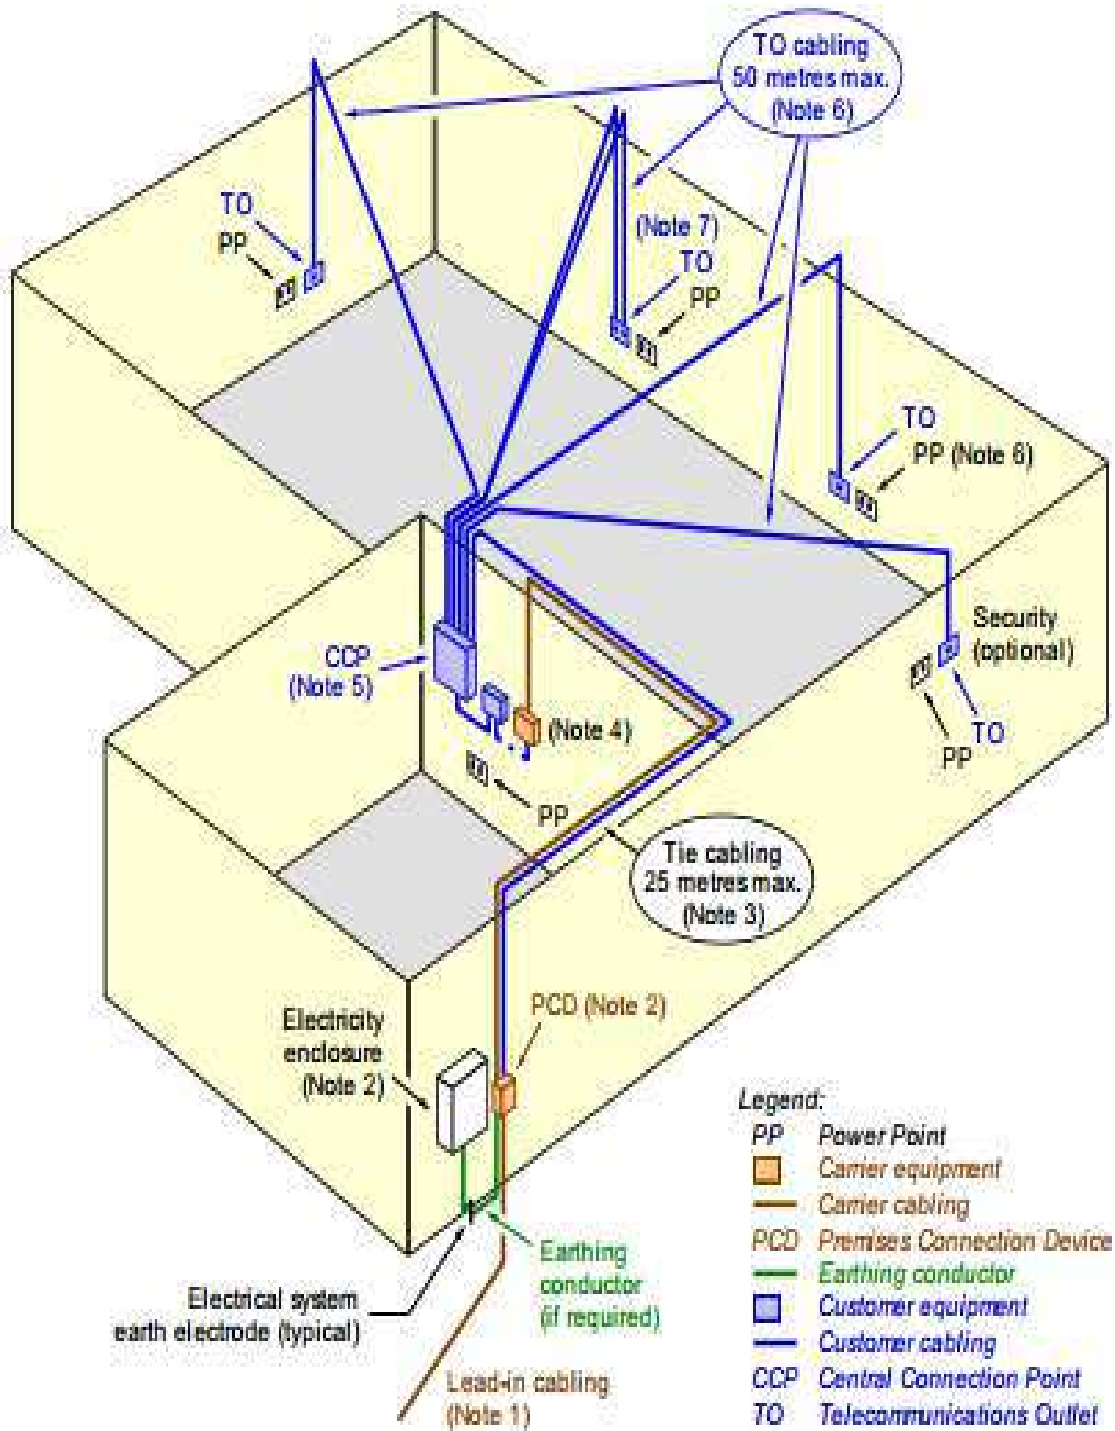 TO cabling
50 metres max.
(Note 6)
TO
PP
(Note 7)
TO
PP
TO
PP (Note 6)
CCP
(Note 5)
(Note 4)
PP
Security
(optional)
TO
PP
Tie cabling
25 metres max.
(Note 3)
PCD (Note 2)
Electricity
enclosure
(Note 2)
Earthing
conductor
(if required)
Electrical system
earth electrode (typical)
Lead-in cabling
(Note 1)
Legend:
PP Power Point
Carrier equipment
Carrier cabling
PCD Premises Connection Device
Earthing conductor
Customer equipment
Customer cabling
CCP Central Connection Point
TO Telecommunications Outlet